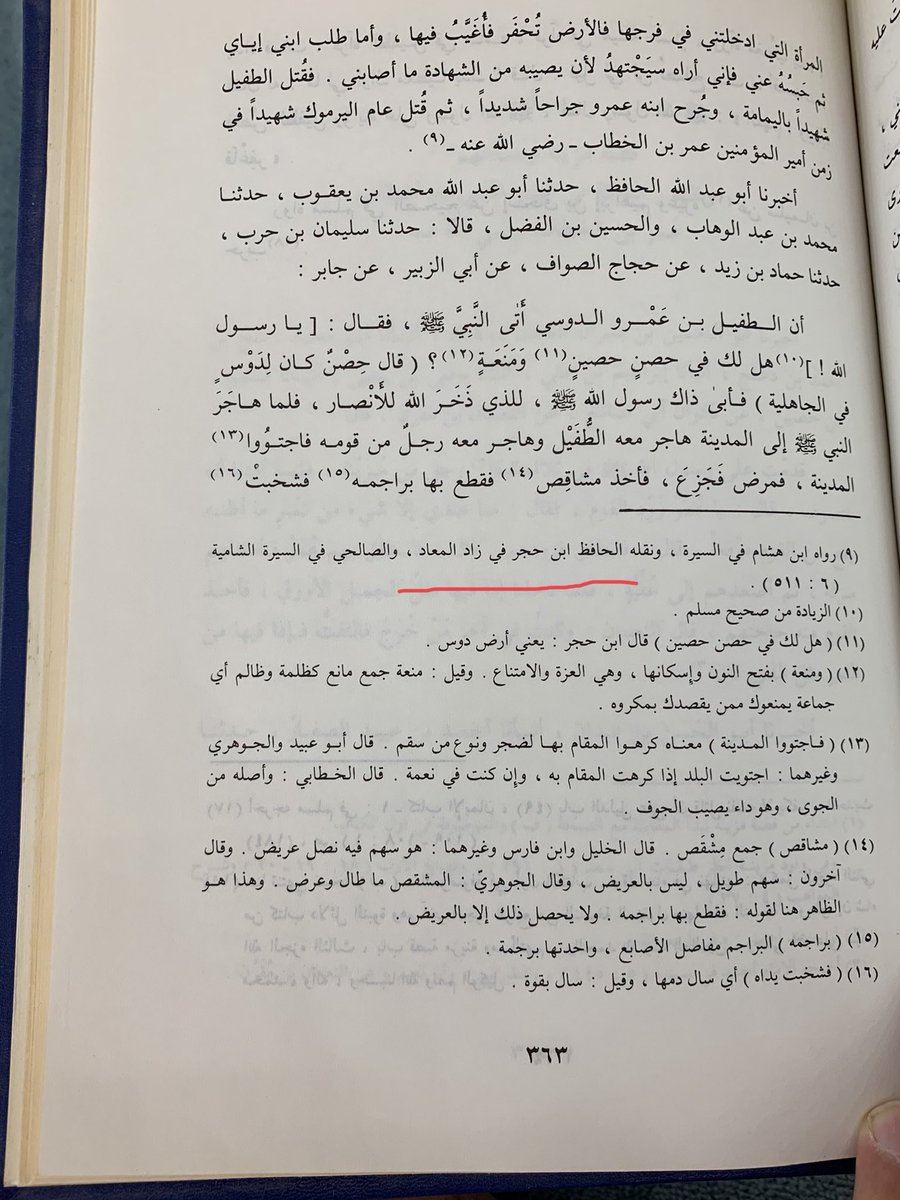 المرأة التي ادخلتني في فرجها فالأرض تُحْفَر فأُغَيَّبُ فيها ، وأما طلب ابني إياي
ثم حَبسُهُ عني فإني أراه سيَجْتهدُ لأن يصيبه من الشهادة ما أصابني . فقُتل الطفيل
شهيداً باليمامة ، وجُرح ابنه عمرو جراحاً شديداً ، ثم قُتل عام اليرموك شهيداً في
زمن أمير المؤمنين عمر بن الخطاب ـ رضي الله عنه ـ(٩) .
أخبرنا أبو عبد الله الحافظ ، حدثنا أبو عبد الله محمد بن يعقوب ، حدثنا
محمد بن عبد الوهاب ، والحسين بن الفضل ، قالا : حدثنا سليمان بن حرب ،
حدثنا حماد بن زيد ، عن حجاج الصواف ، عن أبي الزبير ، عن جابر :
أن الطفيل بن عَمْرو الدوسي أَتى النَّبِيَّ ﷺ ، فقال : [ يا رسول
الله ! ](١٠) هل لك في حصنٍ حصينٍ(١١) وَمَنَعَةٍ(١٢) ؟ ( قال حِصْنٌ كان لِدَوْسٍ
في الجاهلية ) فأبىٰ ذاك رسول الله ﷺ ، للذي ذَخَرَ الله للأَنْصار ، فلما هاجَرَ
النبي ﷺ إلى المدينة هاجر معه الطُّفَيْل وهاجر معه رجلٌ من قومه فاجتوُوا(١٣)
المدينة ، فمرض فَجَزِعَ ، فأخذ مشاقِص(١٤) فقطع بها براجمه(١٥) فشخبتْ(١٦)
(٩) رواه ابن هشام في السيرة ، ونقله الحافظ ابن حجر في زاد المعاد ، والصالحي في السيرة الشامية
( ٦ : ٥١١ ) .
(١٠) الزيادة من صحيح مسلم .
(١١) ( هل لك في حصن حصين ) قال ابن حجر : يعني أرض دوس .
(١٢) ( ومنعة ) بفتح النون وإسكانها ، وهي العزة والامتناع . وقيل : منعة جمع مانع كظلمة وظالم أي
جماعة يمنعوك ممن يقصدك بمكروه .
(١٣) ( فاجتووا المدينة ) معناه كرهوا المقام بها لضجر ونوع من سقم . قال أبو عبيد والجوهري
وغيرهما : اجتويت البلد إذا كرهت المقام به ، وإن كنت في نعمة . قال الخطابي : وأصله من
الجوى ، وهو داء يصيب الجوف .
(١٤) ( مشاقص ) جمع مِشْقَص . قال الخليل وابن فارس وغيرهما : هو سهم فيه نصل عريض . وقال
آخرون : سهم طويل ، ليس بالعريض ، وقال الجوهريّ : المشقص ما طال وعرض . وهذا هو
الظاهر هنا لقوله : فقطع بها براجمه . ولا يحصل ذلك إلا بالعريض .
(١٥) ( براجمه ) البراجم مفاصل الأصابع ، واحدتها برجمة .
(١٦) ( فشخبت يداه ) أي سال دمها ، وقيل : سال بقوة .
٣٦٣